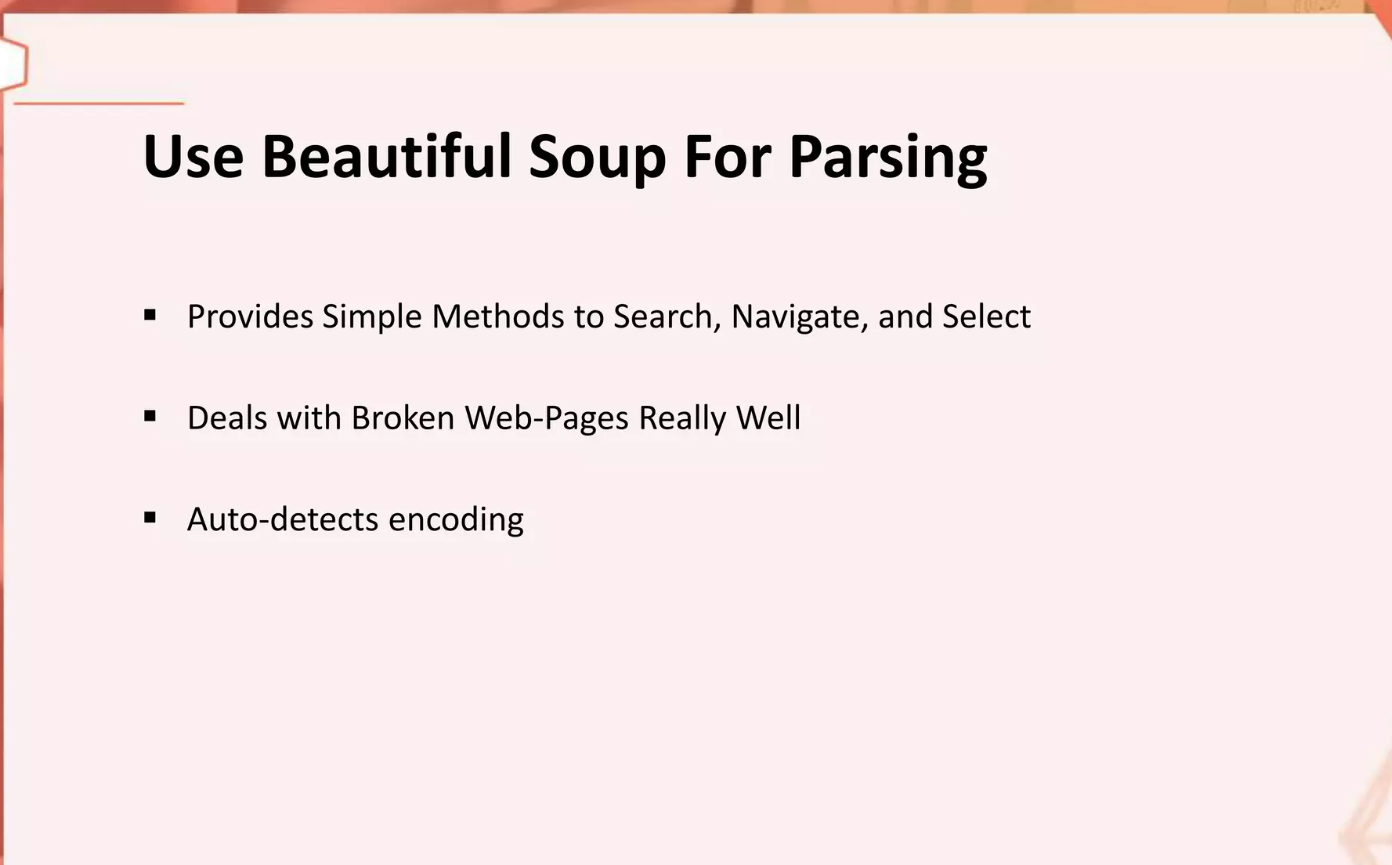 Use Beautiful Soup For Parsing
▪ Provides Simple Methods to Search, Navigate, and Select
▪ Deals with Broken Web-Pages Really Well
▪ Auto-detects encoding